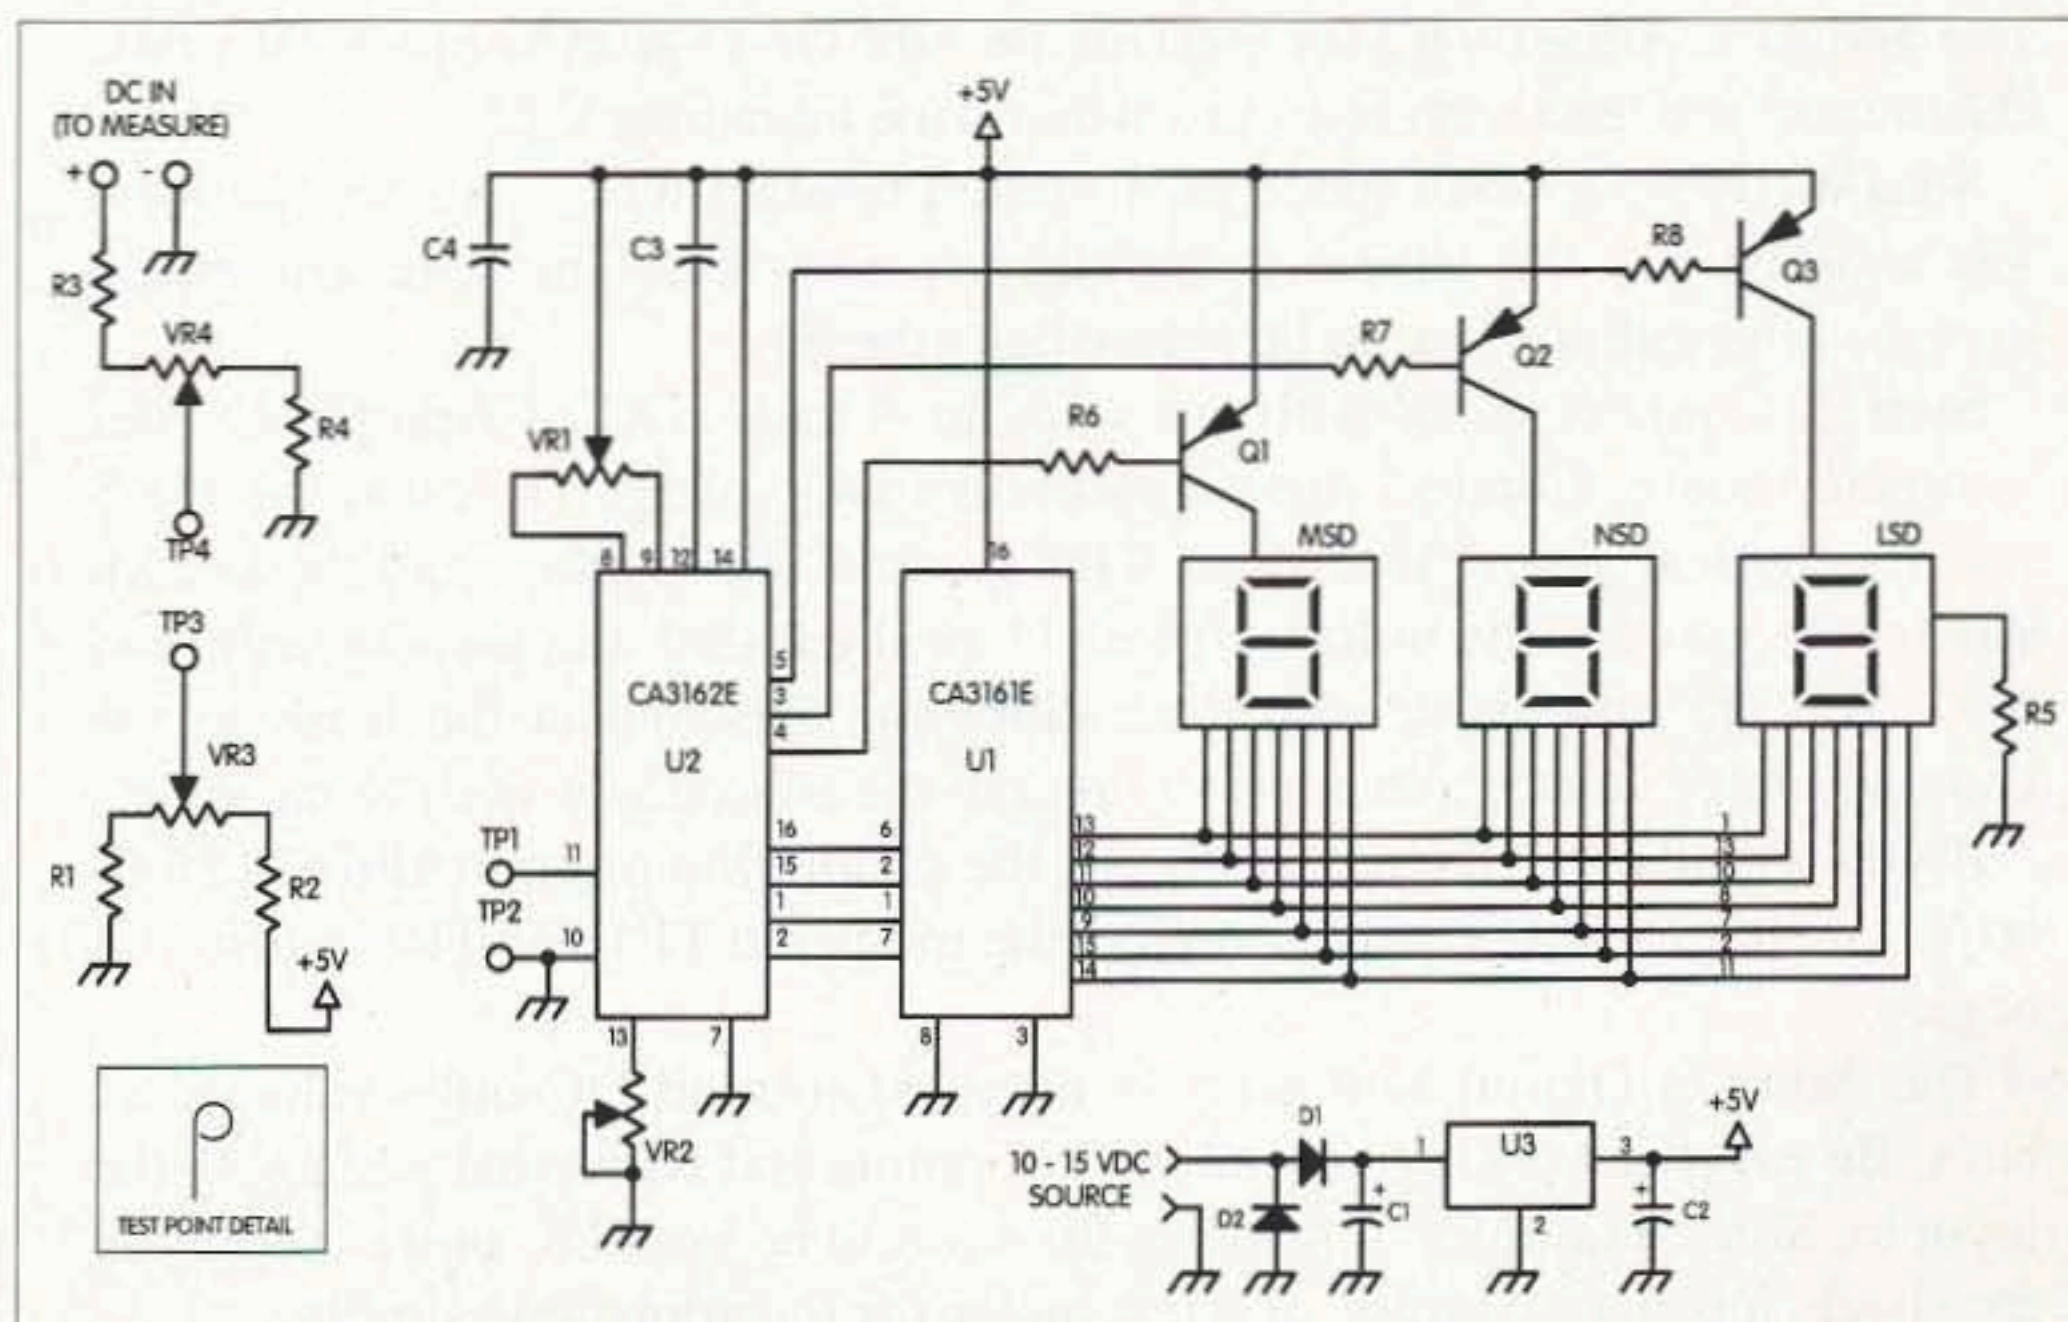 DC IN
(TO MEASURE)
+ -
R3
VR4
R4
TP4
TP3
VR3
R1
R2
+5V
TEST POINT DETAIL
+5V
C4
C3
VR1
8 9 12 14
16
R8
Q3
R7
Q2
R6
Q1
MSD
NSD
LSD
R5
CA3162E
U2
CA3161E
U1
5
3
4
TP1
11
TP2
10
16 6
15 2
1 1
2 7
13
12
11
10
9
15
14
1
13
10
8
7
2
11
13
7
8
3
VR2
10 - 15 VDC
SOURCE
D1
D2
+
C1
1
U3
3
2
+
C2
+5V